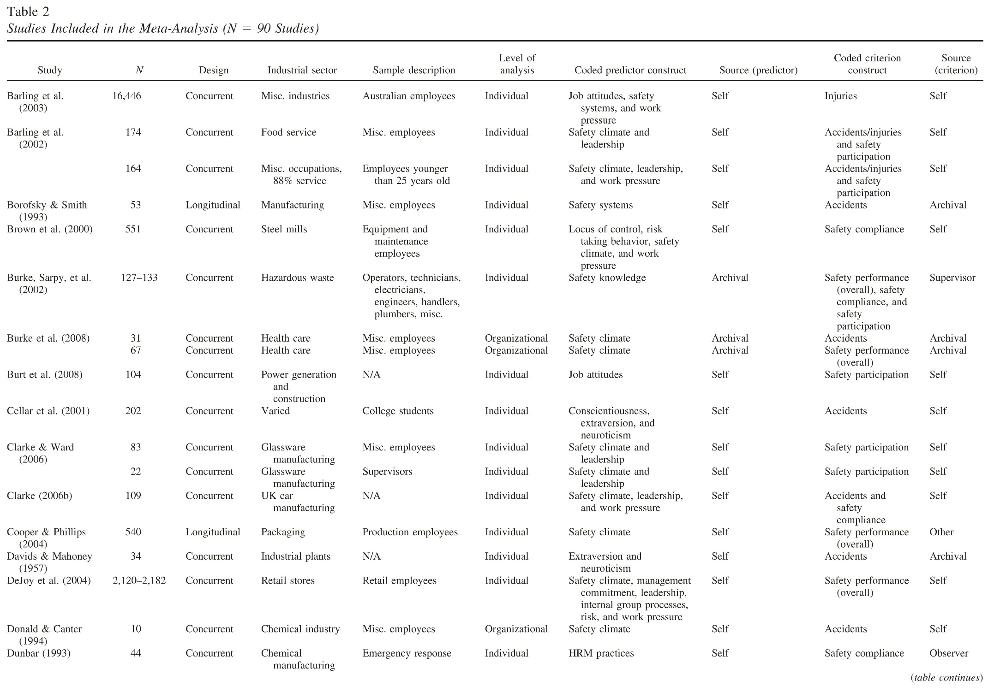 Table 2
Studies Included in the Meta-Analysis (N = 90 Studies)
Study N Design Industrial sector Sample description Level of analysis Coded predictor construct Source (predictor) Coded criterion construct Source (criterion)
Barling et al. 16,446 Concurrent Misc. industries Australian employees Individual Job attitudes, safety Self Injuries Self
(2003) systems, and work
pressure
Barling et al. 174 Concurrent Food service Misc. employees Individual Safety climate and Self Accidents/injuries Self
(2002) leadership and safety
participation
164 Concurrent Misc. occupations, Employees younger Individual Safety climate, leadership, Self Accidents/injuries Self
88% service than 25 years old and work pressure and safety
participation
Borofsky & Smith 53 Longitudinal Manufacturing Misc. employees Individual Safety systems Self Accidents Archival
(1993)
Brown et al. (2000) 551 Concurrent Steel mills Equipment and Individual Locus of control, risk Self Safety compliance Self
maintenance taking behavior, safety
employees climate, and work
pressure
Burke, Sarpy, et al. 127–133 Concurrent Hazardous waste Operators, technicians, Individual Safety knowledge Archival Safety performance Supervisor
(2002) electricians, (overall), safety
engineers, handlers, compliance, and
plumbers, misc. safety
participation
Burke et al. (2008) 31 Concurrent Health care Misc. employees Organizational Safety climate Archival Accidents Archival
67 Concurrent Health care Misc. employees Organizational Safety climate Archival Safety performance Archival
(overall)
Burt et al. (2008) 104 Concurrent Power generation N/A Individual Job attitudes Self Safety participation Self
and
construction
Cellar et al. (2001) 202 Concurrent Varied College students Individual Conscientiousness, Self Accidents Self
extraversion, and
neuroticism
Clarke & Ward 83 Concurrent Glassware Misc. employees Individual Safety climate and Self Safety participation Self
(2006) manufacturing leadership
22 Concurrent Glassware Supervisors Individual Safety climate and Self Safety participation Self
manufacturing leadership
Clarke (2006b) 109 Concurrent UK car N/A Individual Safety climate, leadership, Self Accidents and Self
manufacturing and work pressure safety
compliance
Cooper & Phillips 540 Longitudinal Packaging Production employees Individual Safety climate Self Safety performance Other
(2004) (overall)
Davids & Mahoney 34 Concurrent Industrial plants N/A Individual Extraversion and Self Accidents Archival
(1957) neuroticism
DeJoy et al. (2004) 2,120–2,182 Concurrent Retail stores Retail employees Individual Safety climate, management Self Safety performance Self
commitment, leadership, (overall)
internal group processes,
risk, and work pressure
Donald & Canter 10 Concurrent Chemical industry Misc. employees Organizational Safety climate Self Accidents Self
(1994)
Dunbar (1993) 44 Concurrent Chemical Emergency response Individual HRM practices Self Safety compliance Observer
manufacturing
(table continues)